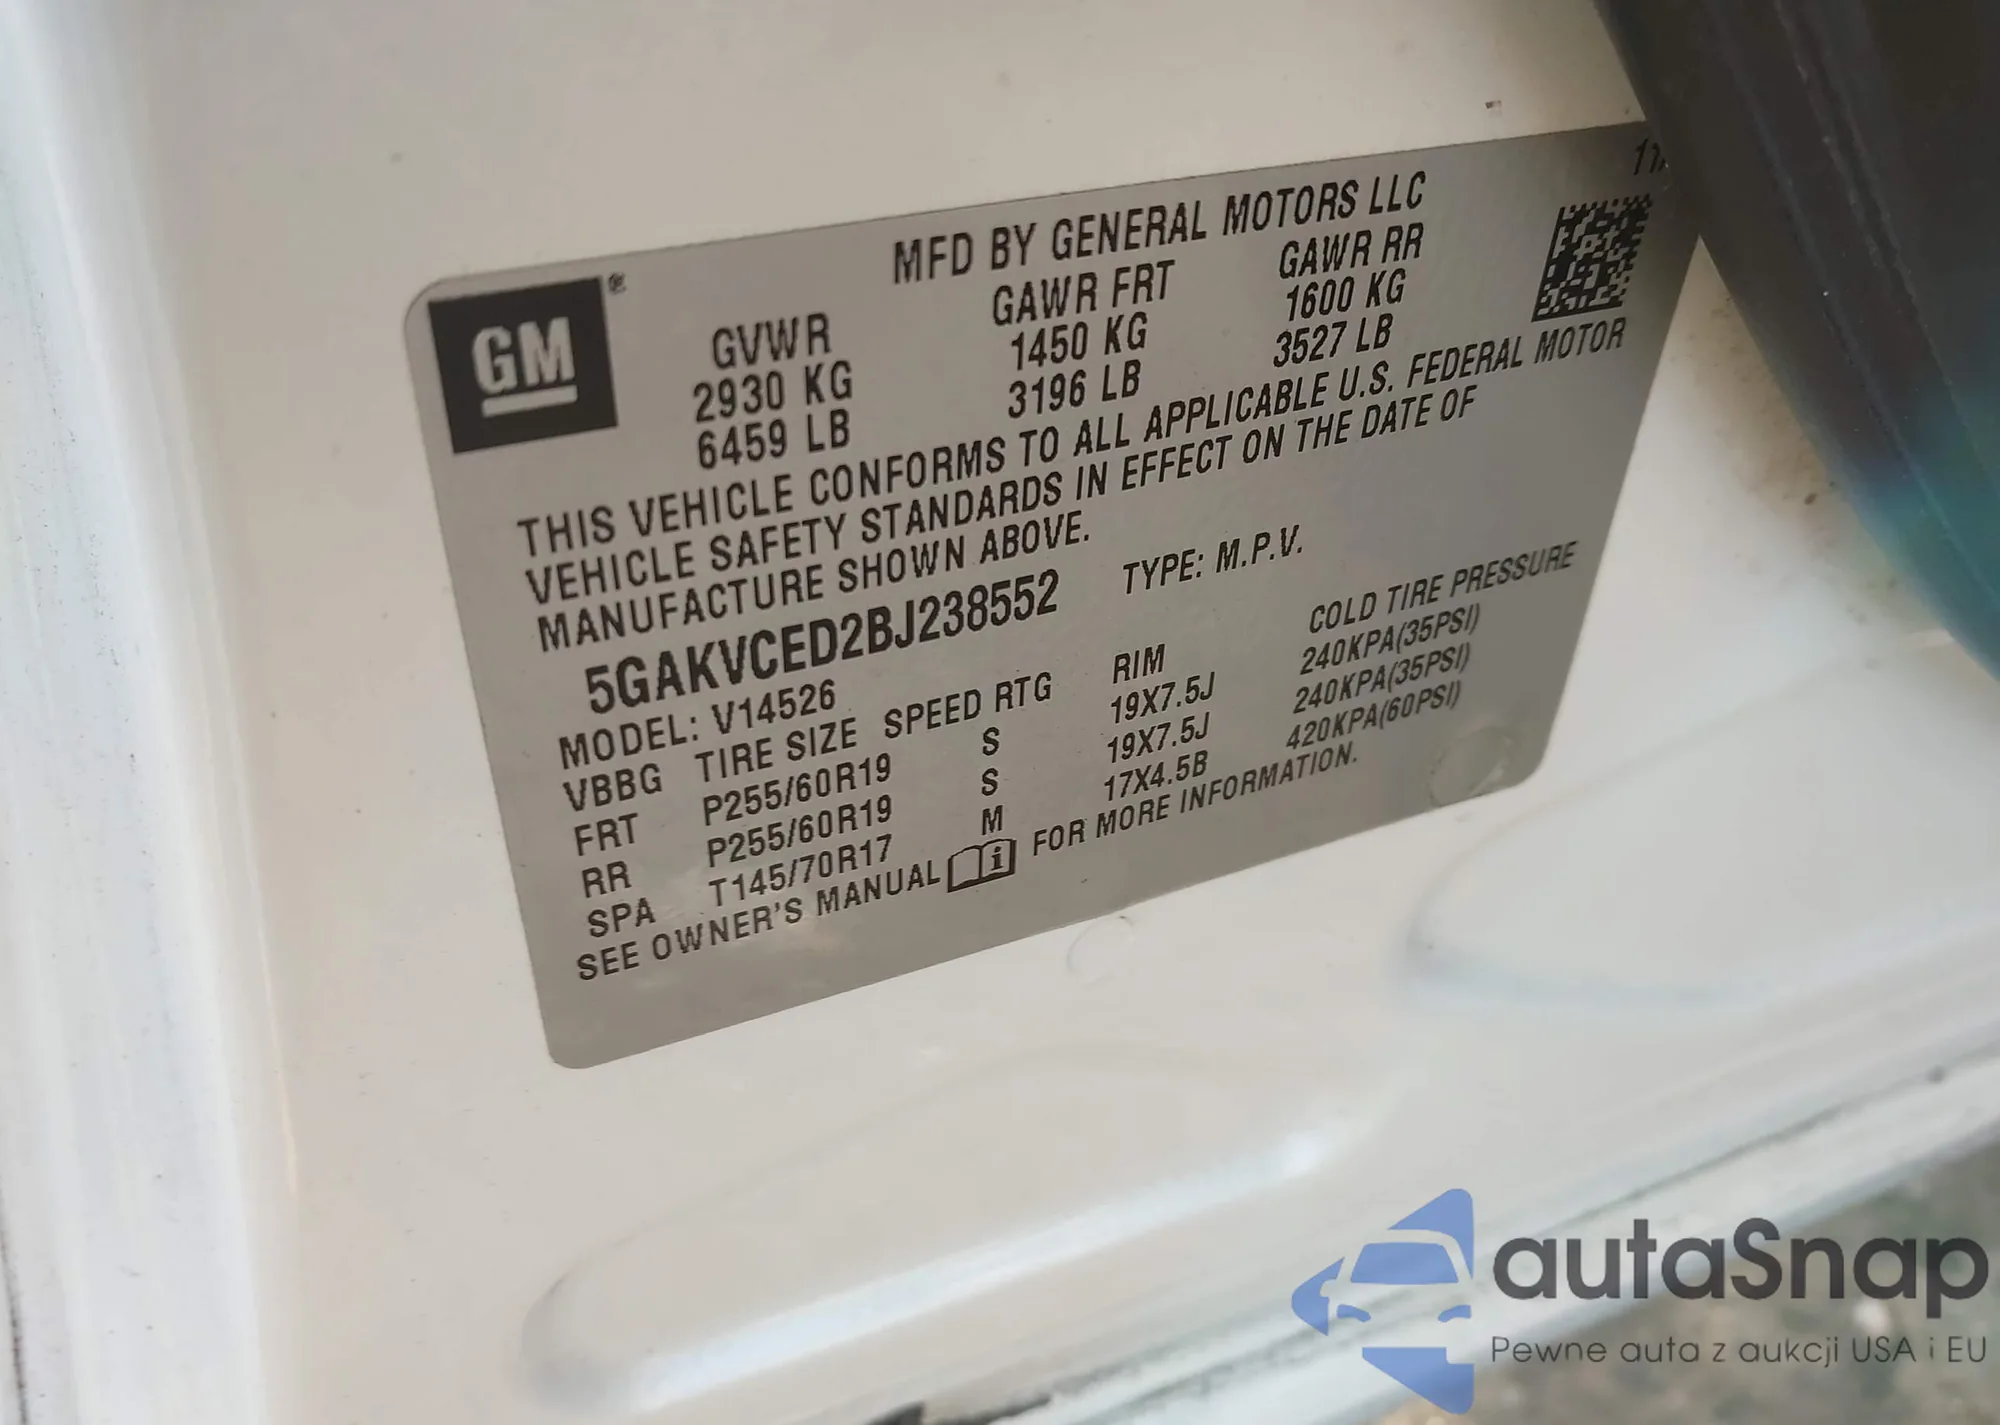 MFD BY GENERAL MOTORS LLC
GM®
GVWR GAWR FRT GAWR RR
2930 KG 1450 KG 1600 KG
6459 LB 3196 LB 3527 LB
THIS VEHICLE CONFORMS TO ALL APPLICABLE U.S. FEDERAL MOTOR
VEHICLE SAFETY STANDARDS IN EFFECT ON THE DATE OF
MANUFACTURE SHOWN ABOVE.
5GAKVCED2BJ238552 TYPE: M.P.V.
MODEL: V14526
VBBG TIRE SIZE SPEED RTG RIM COLD TIRE PRESSURE
FRT P255/60R19 S 19X7.5J 240KPA(35PSI)
RR P255/60R19 S 19X7.5J 240KPA(35PSI)
SPA T145/70R17 M 17X4.5B 420KPA(60PSI)
SEE OWNER'S MANUAL FOR MORE INFORMATION.
autaSnap
Pewne auta z aukcji USA i EU